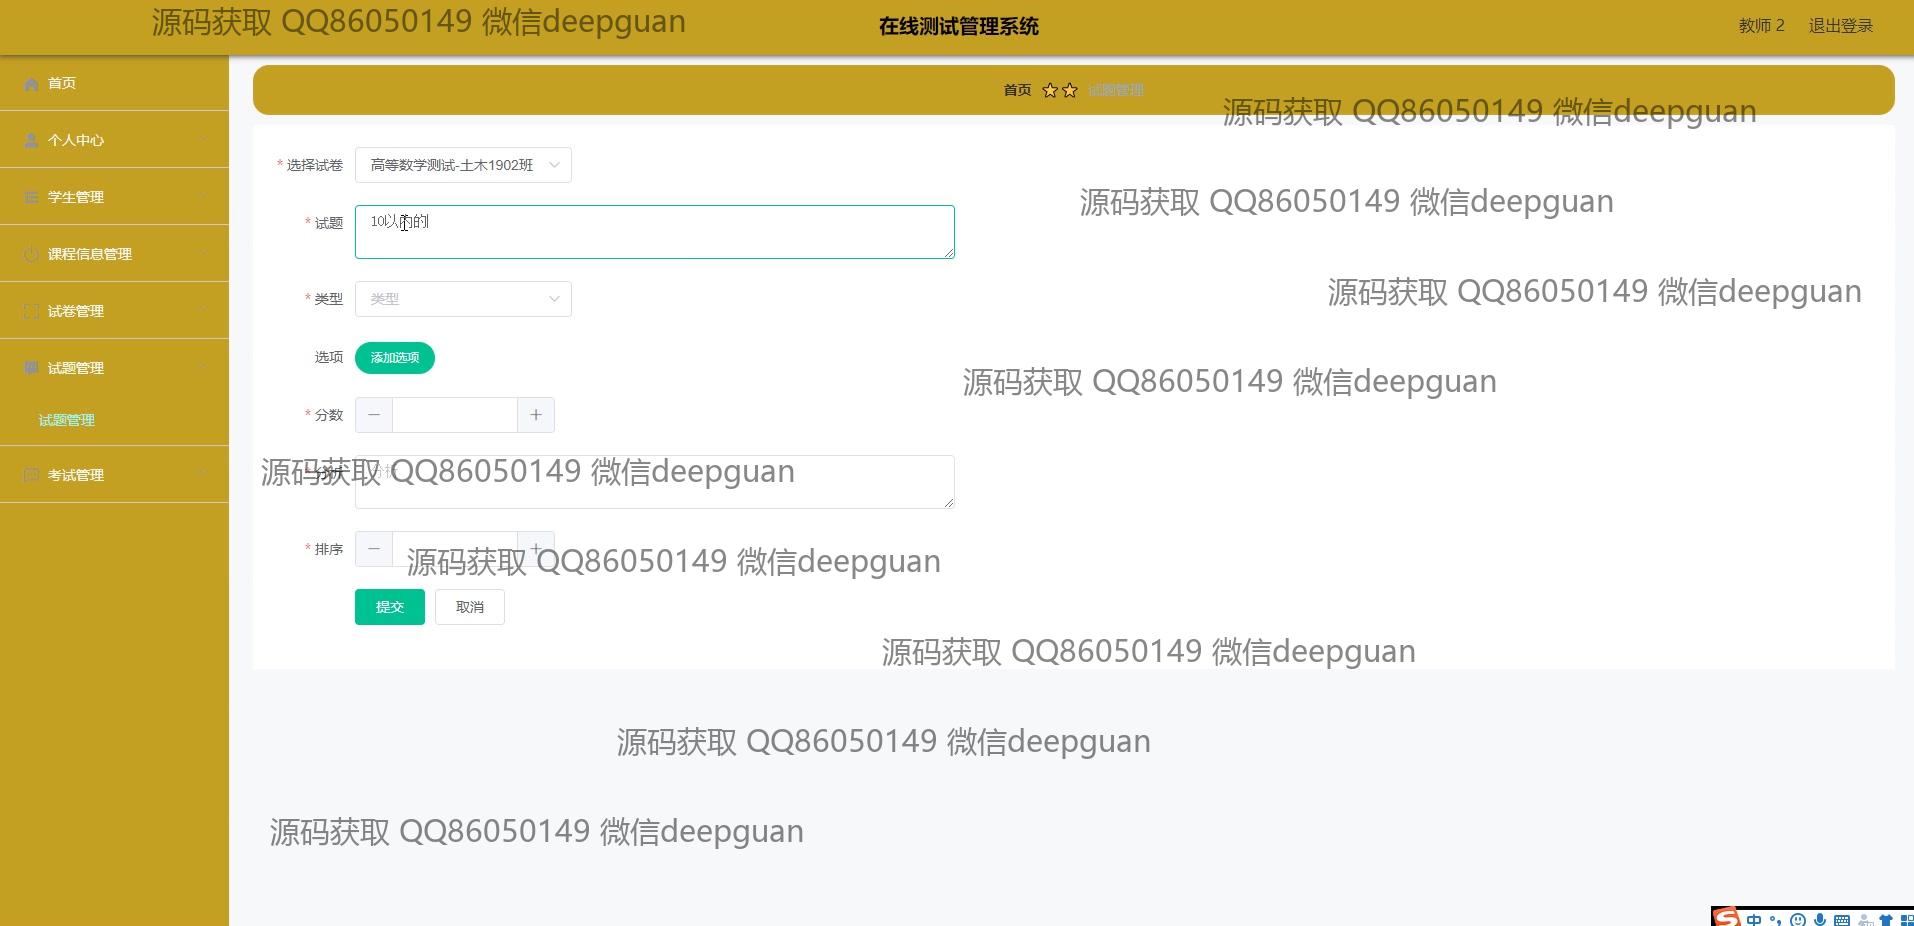 源码获取 QQ86050149 微信deepguan
在线测试管理系统
教师 2 退出登录
首页
个人中心
学生管理
课程信息管理
试卷管理
试题管理
试题管理
考试管理
首页 试题管理
源码获取 QQ86050149 微信deepguan
* 选择试卷 高等数学测试-土木1902班
源码获取 QQ86050149 微信deepguan
* 试题 10以内的
* 类型 类型
源码获取 QQ86050149 微信deepguan
选项 添加选项
源码获取 QQ86050149 微信deepguan
* 分数
* 分析 分析
源码获取 QQ86050149 微信deepguan
* 排序
源码获取 QQ86050149 微信deepguan
提交 取消
源码获取 QQ86050149 微信deepguan
源码获取 QQ86050149 微信deepguan
源码获取 QQ86050149 微信deepguan
中